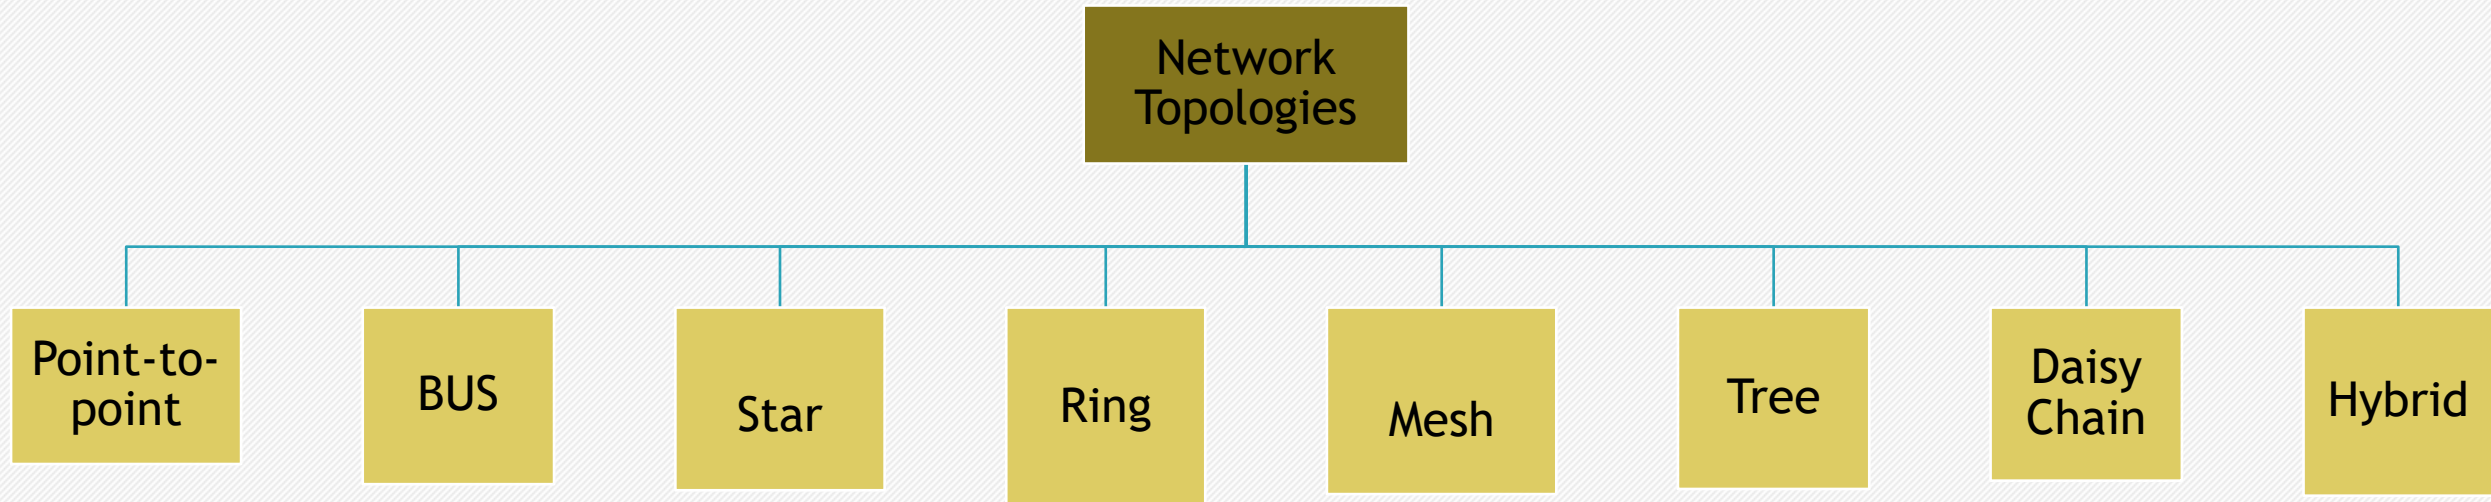 Network
Topologies
Point-to-
point
BUS
Star
Ring
Mesh
Tree
Daisy
Chain
Hybrid